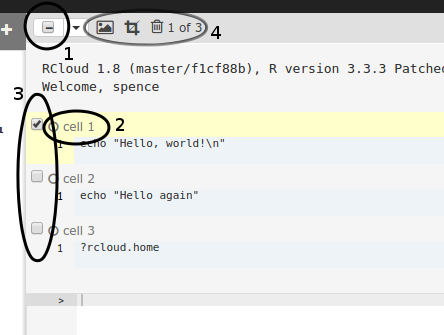 1 of 3
4
1
RCloud 1.8 (master/f1cf88b), R version 3.3.3 Patched
Welcome, spence
3
cell 1
2
1 echo "Hello, world!\n"
cell 2
1 echo "Hello again"
cell 3
1 ?rcloud.home
>